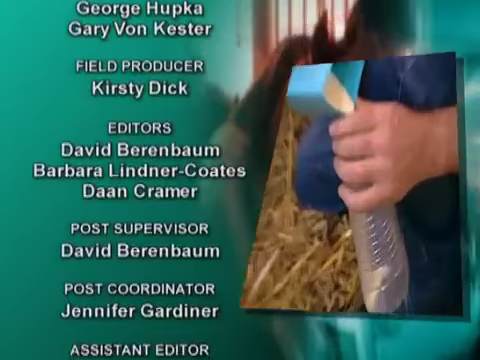 George Hupka
Gary Von Kester
FIELD PRODUCER
Kirsty Dick
EDITORS
David Berenbaum
Barbara Lindner-Coates
Daan Cramer
POST SUPERVISOR
David Berenbaum
POST COORDINATOR
Jennifer Gardiner
ASSISTANT EDITOR